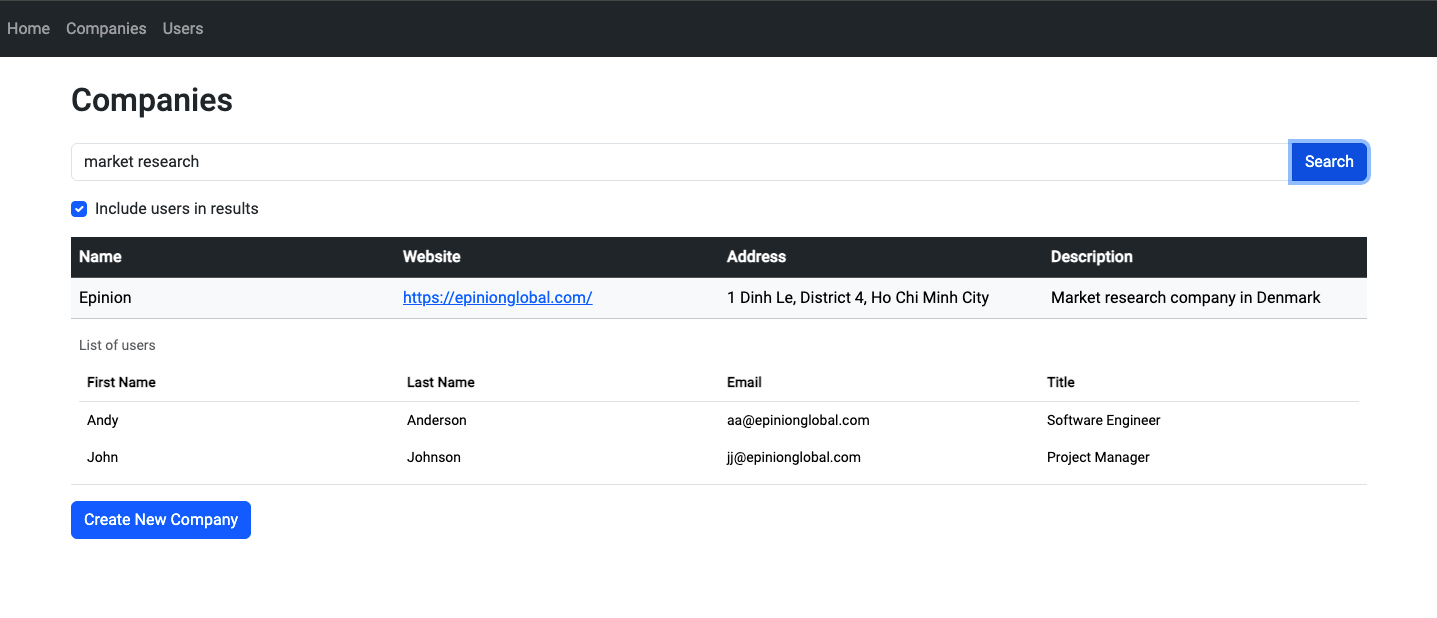 Home Companies Users
Companies
market research Search
Include users in results
Name Website Address Description
Epinion https://epinionglobal.com/ 1 Dinh Le, District 4, Ho Chi Minh City Market research company in Denmark
List of users
First Name Last Name Email Title
Andy Anderson aa@epinionglobal.com Software Engineer
John Johnson jj@epinionglobal.com Project Manager
Create New Company